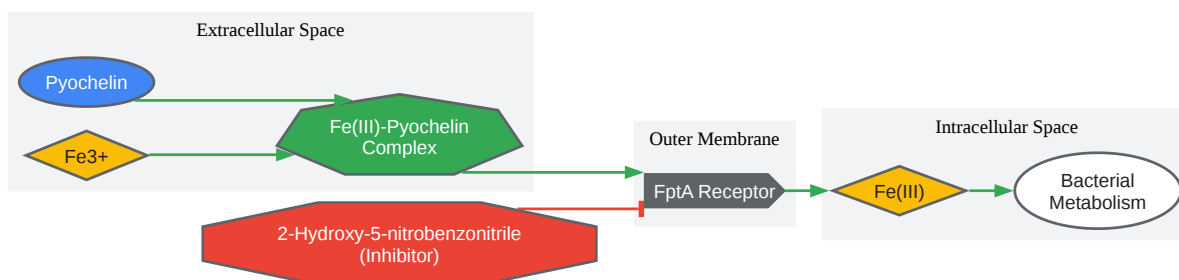 Extracellular Space
Pyochelin
Fe3+
Fe(III)-Pyochelin
Complex
2-Hydroxy-5-nitrobenzonitrile
(Inhibitor)
Outer Membrane
FptA Receptor
Intracellular Space
Fe(III)
Bacterial
Metabolism